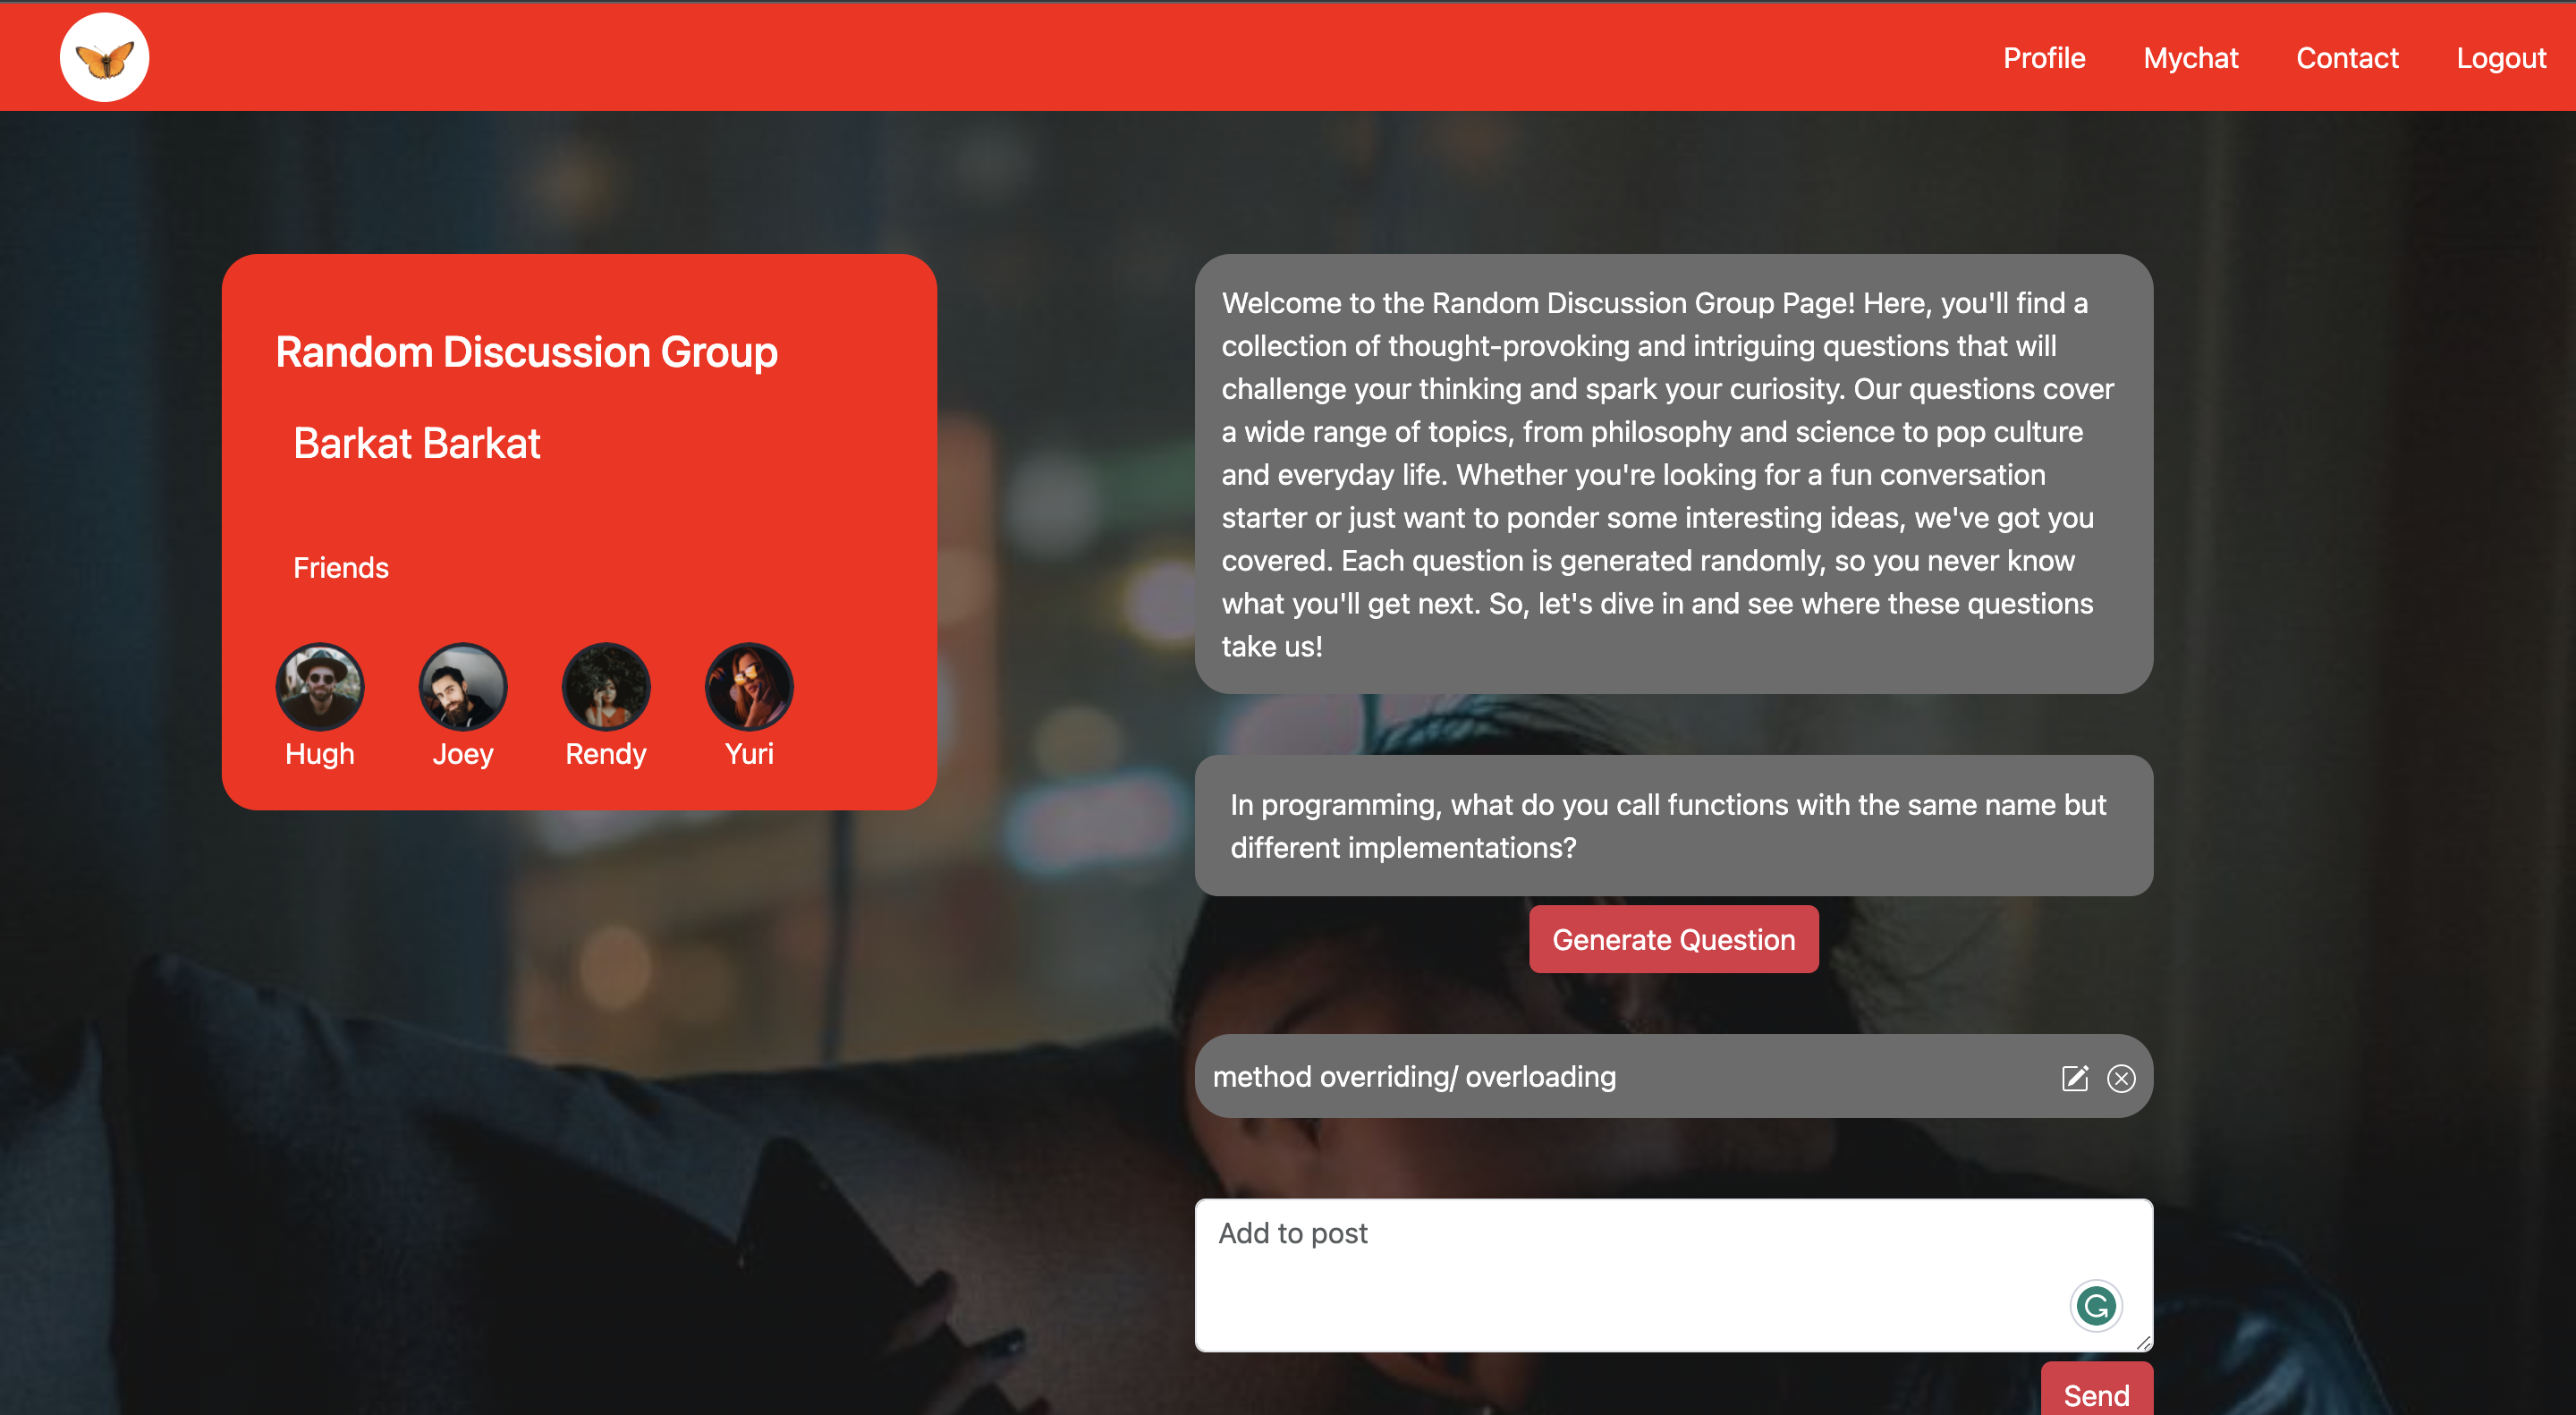 Profile Mychat Contact Logout
Random Discussion Group
Barkat Barkat
Friends
Hugh Joey Rendy Yuri
Welcome to the Random Discussion Group Page! Here, you'll find a
collection of thought-provoking and intriguing questions that will
challenge your thinking and spark your curiosity. Our questions cover
a wide range of topics, from philosophy and science to pop culture
and everyday life. Whether you're looking for a fun conversation
starter or just want to ponder some interesting ideas, we've got you
covered. Each question is generated randomly, so you never know
what you'll get next. So, let's dive in and see where these questions
take us!
In programming, what do you call functions with the same name but
different implementations?
Generate Question
method overriding/ overloading
Add to post
Send